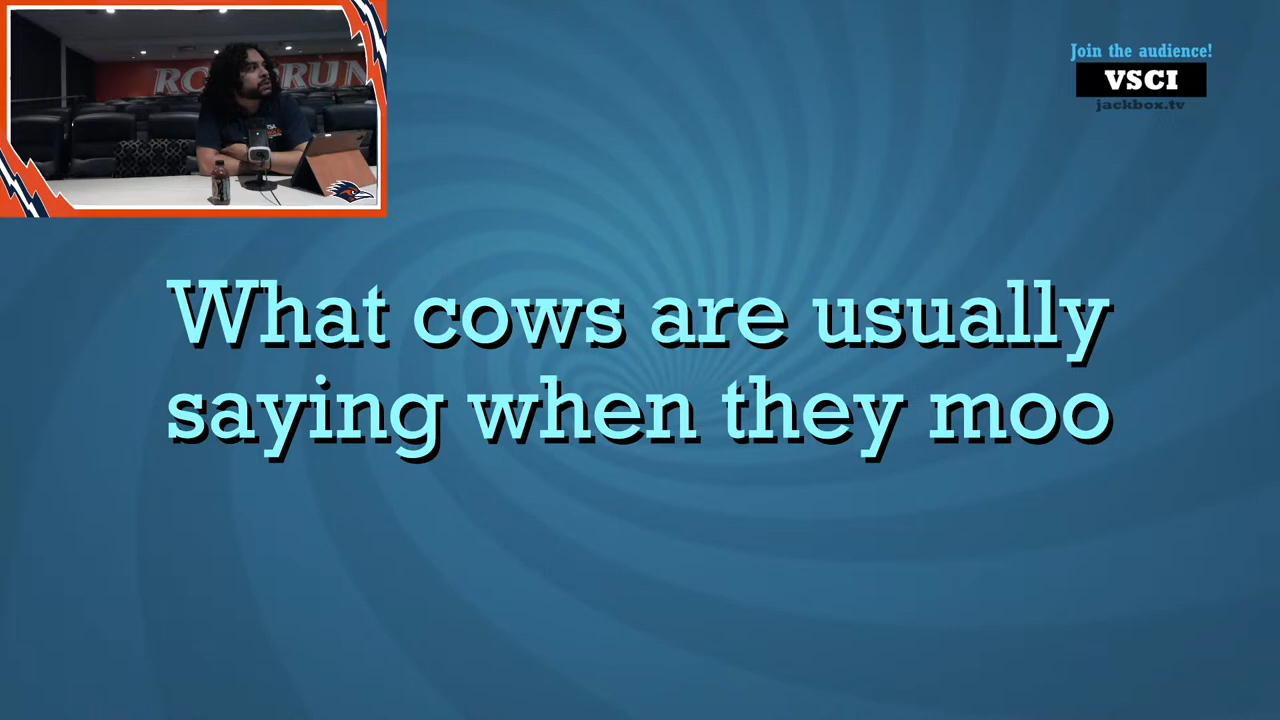 Join the audience!
VSCI
jackbox.tv
What cows are usually
saying when they moo